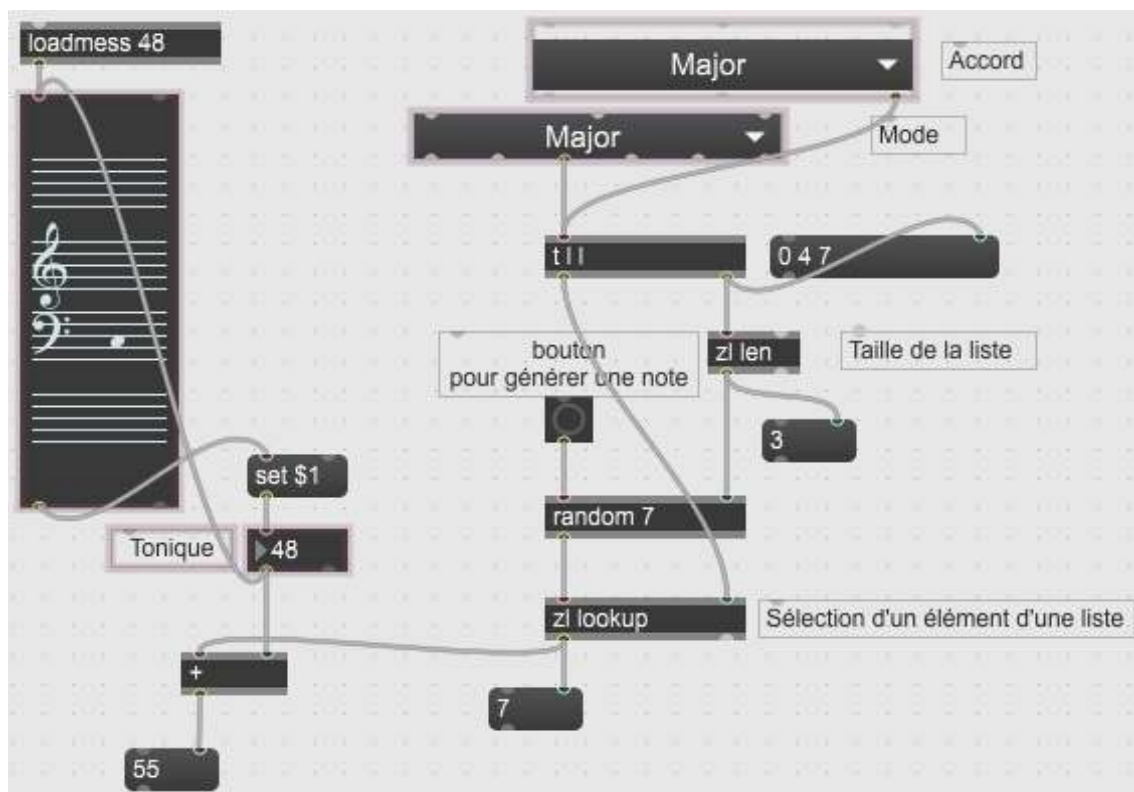 loadmess 48
Major
Accord
Major
Mode
t l l
0 4 7
bouton
pour générer une note
zl len
Taille de la liste
3
set $1
random 7
Tonique
48
zl lookup
Sélection d'un élément d'une liste
+
7
55